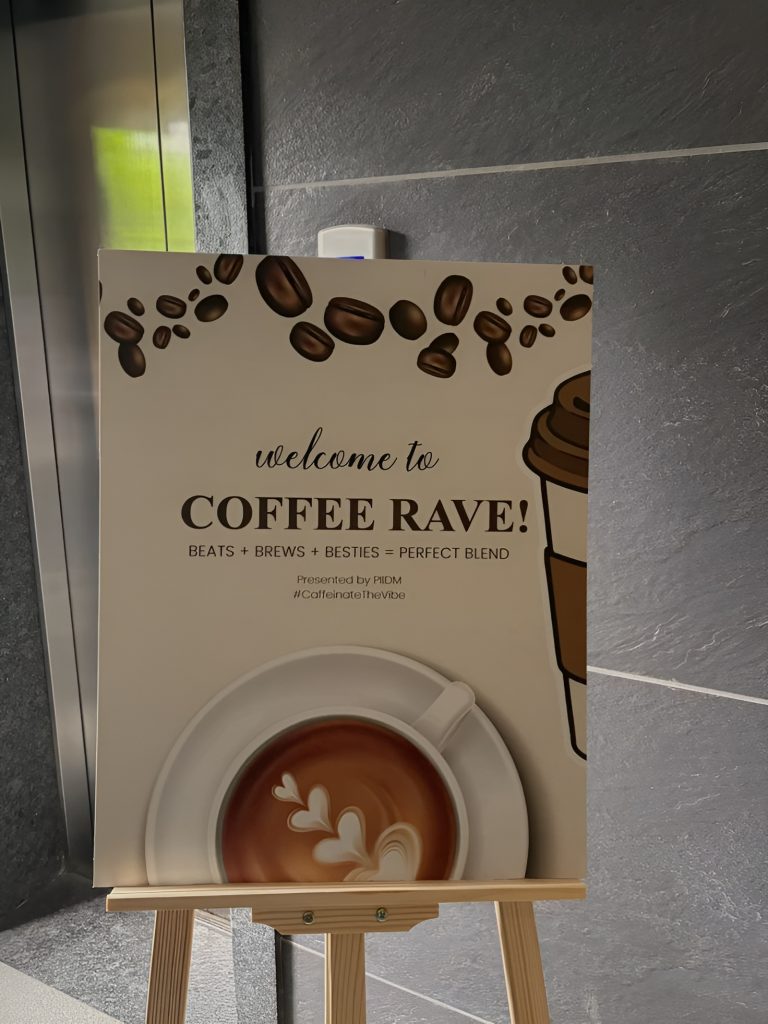 welcome to
COFFEE RAVE!
BEATS + BREWS + BESTIES = PERFECT BLEND
Presented by PIIDM
#CaffeinateTheVibe